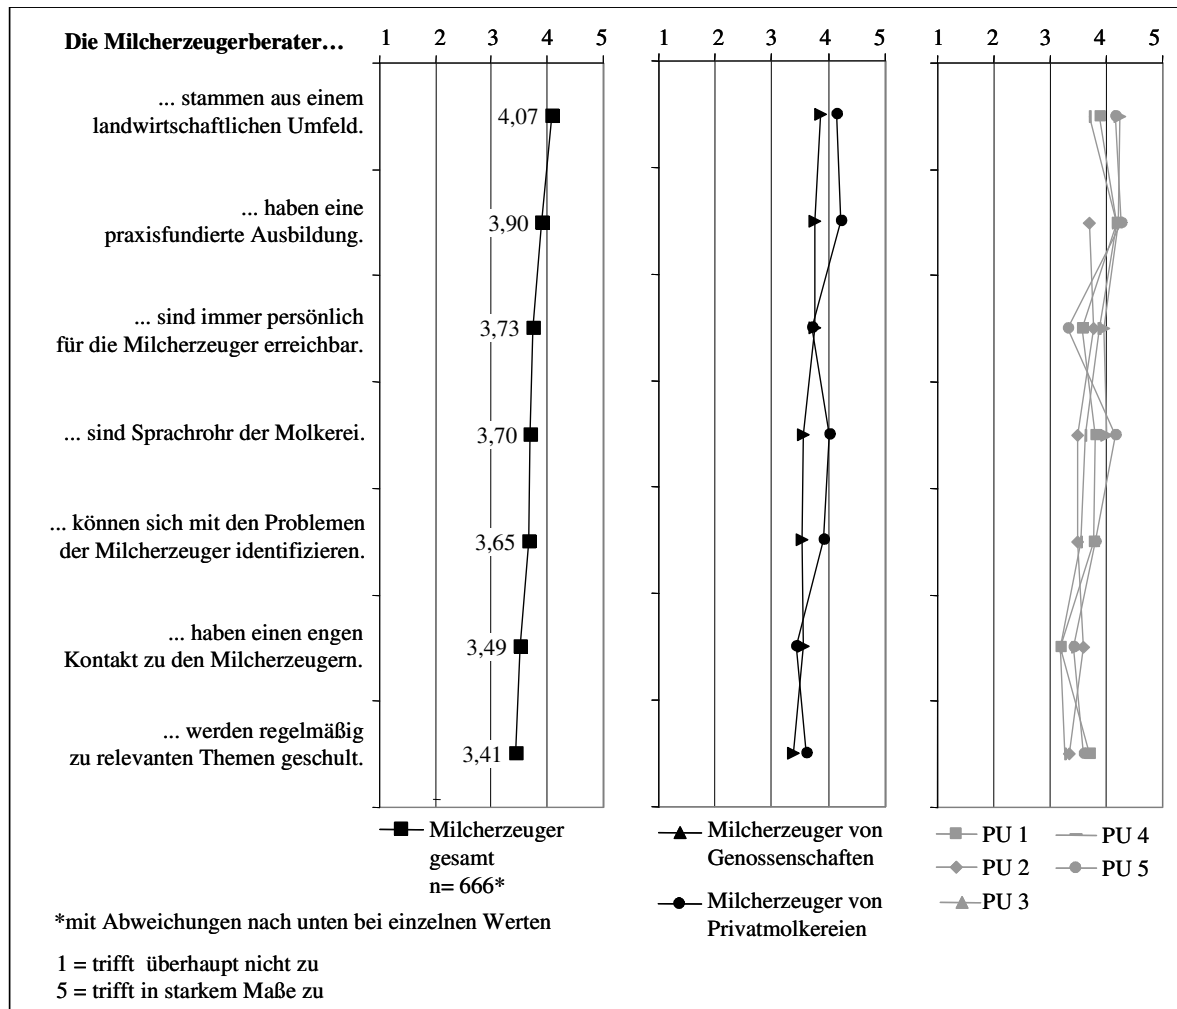 Die Milcherzeugerberater…
1 2 3 4 5
1 2 3 4 5
1 2 3 4 5
... stammen aus einem
landwirtschaftlichen Umfeld.
4,07
... haben eine
praxisfundierte Ausbildung.
3,90
... sind immer persönlich
für die Milcherzeuger erreichbar.
3,73
... sind Sprachrohr der Molkerei.
3,70
... können sich mit den Problemen
der Milcherzeuger identifizieren.
3,65
... haben einen engen
Kontakt zu den Milcherzeugern.
3,49
... werden regelmäßig
zu relevanten Themen geschult.
3,41
Milcherzeuger
gesamt
n= 666*
Milcherzeuger von
Genossenschaften
Milcherzeuger von
Privatmolkereien
PU 1
PU 2
PU 3
PU 4
PU 5
*mit Abweichungen nach unten bei einzelnen Werten
1 = trifft überhaupt nicht zu
5 = trifft in starkem Maße zu